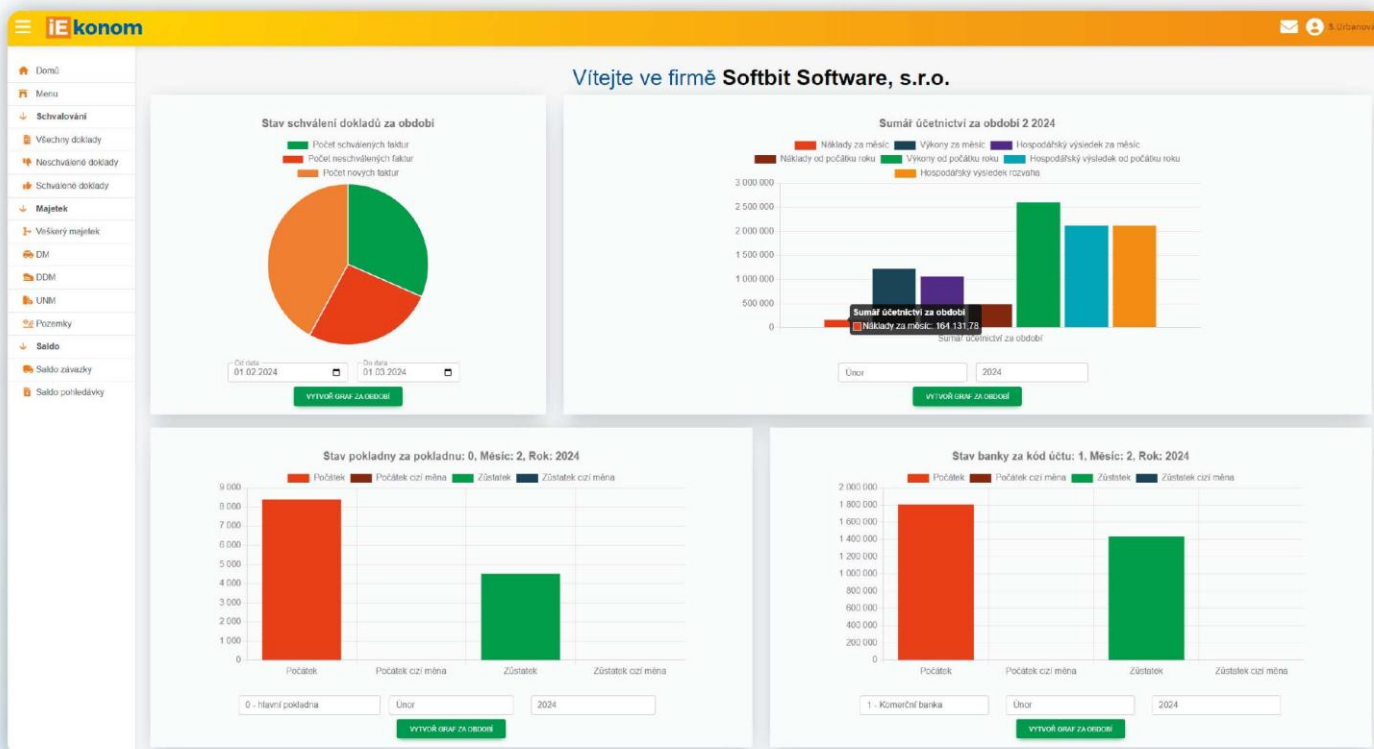 iEkonom
S.Urbanova
Domů
Menu
Schvalování
Všechny doklady
Neschválené doklady
Schválené doklady
Majetek
Veškerý majetek
DM
DDM
UNM
Pozemky
Saldo
Saldo závazky
Saldo pohledávky
Vítejte ve firmě Softbit Software, s.r.o.
Stav schválení dokladů za období
Počet schválených faktur
Počet neschválených faktur
Počet nových faktur
Od data
01.02.2024
Do data
01.03.2024
VYTVOŘ GRAF ZA OBDOBÍ
Sumář účetnictví za období 2 2024
Náklady za měsíc Výkony za měsíc Hospodářský výsledek za měsíc
Náklady od počátku roku Výkony od počátku roku Hospodářský výsledek od počátku roku
Hospodářský výsledek rozvaha
3 000 000
2 500 000
2 000 000
1 500 000
1 000 000
500 000
0
Sumář účetnictví za období
Náklady za měsíc: 164 131,78
Sumář účetnictví za období
Únor 2024
VYTVOŘ GRAF ZA OBDOBÍ
Stav pokladny za pokladnu: 0, Měsíc: 2, Rok: 2024
Počátek Počátek cizí měna Zůstatek Zůstatek cizí měna
9 000
8 000
7 000
6 000
5 000
4 000
3 000
2 000
1 000
0
Počátek Počátek cizí měna Zůstatek Zůstatek cizí měna
0 - hlavní pokladna Únor 2024
VYTVOŘ GRAF ZA OBDOBÍ
Stav banky za kód účtu: 1, Měsíc: 2, Rok: 2024
Počátek Počátek cizí měna Zůstatek Zůstatek cizí měna
2 000 000
1 800 000
1 600 000
1 400 000
1 200 000
1 000 000
800 000
600 000
400 000
200 000
0
Počátek Počátek cizí měna Zůstatek Zůstatek cizí měna
1 - Komerční banka Únor 2024
VYTVOŘ GRAF ZA OBDOBÍ